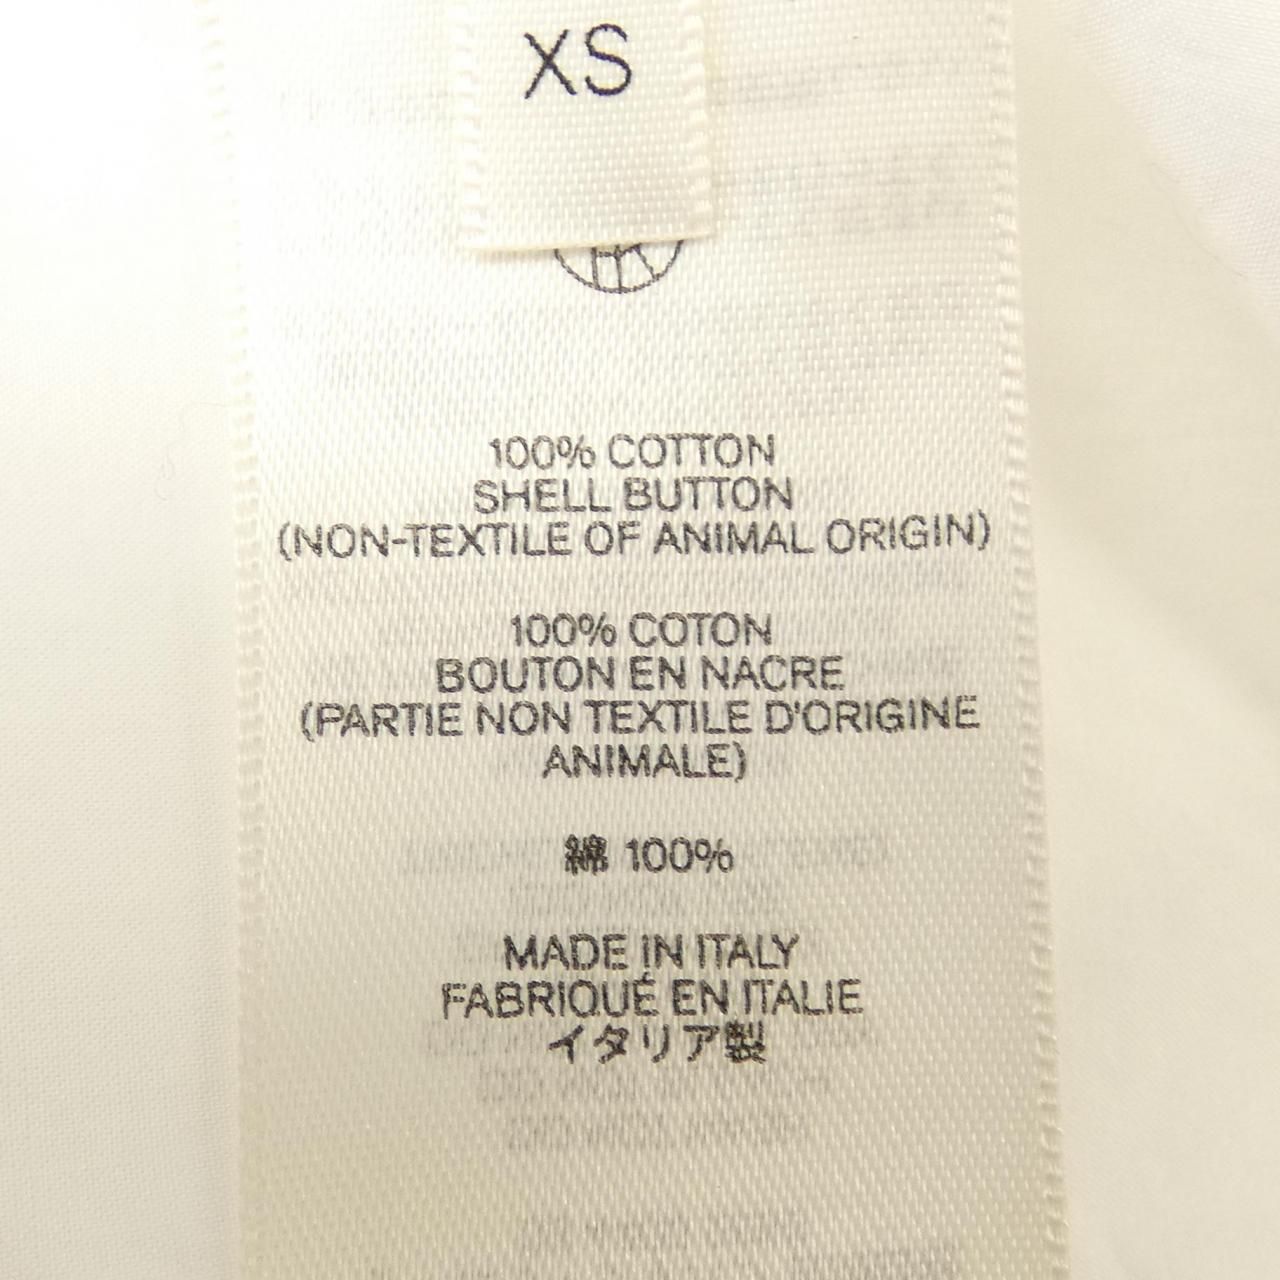 XS
100% COTTON
SHELL BUTTON
(NON-TEXTILE OF ANIMAL ORIGIN)
100% COTON
BOUTON EN NACRE
(PARTIE NON TEXTILE D'ORIGINE
ANIMALE)
綿 100%
MADE IN ITALY
FABRIQUÉ EN ITALIE
イタリア製